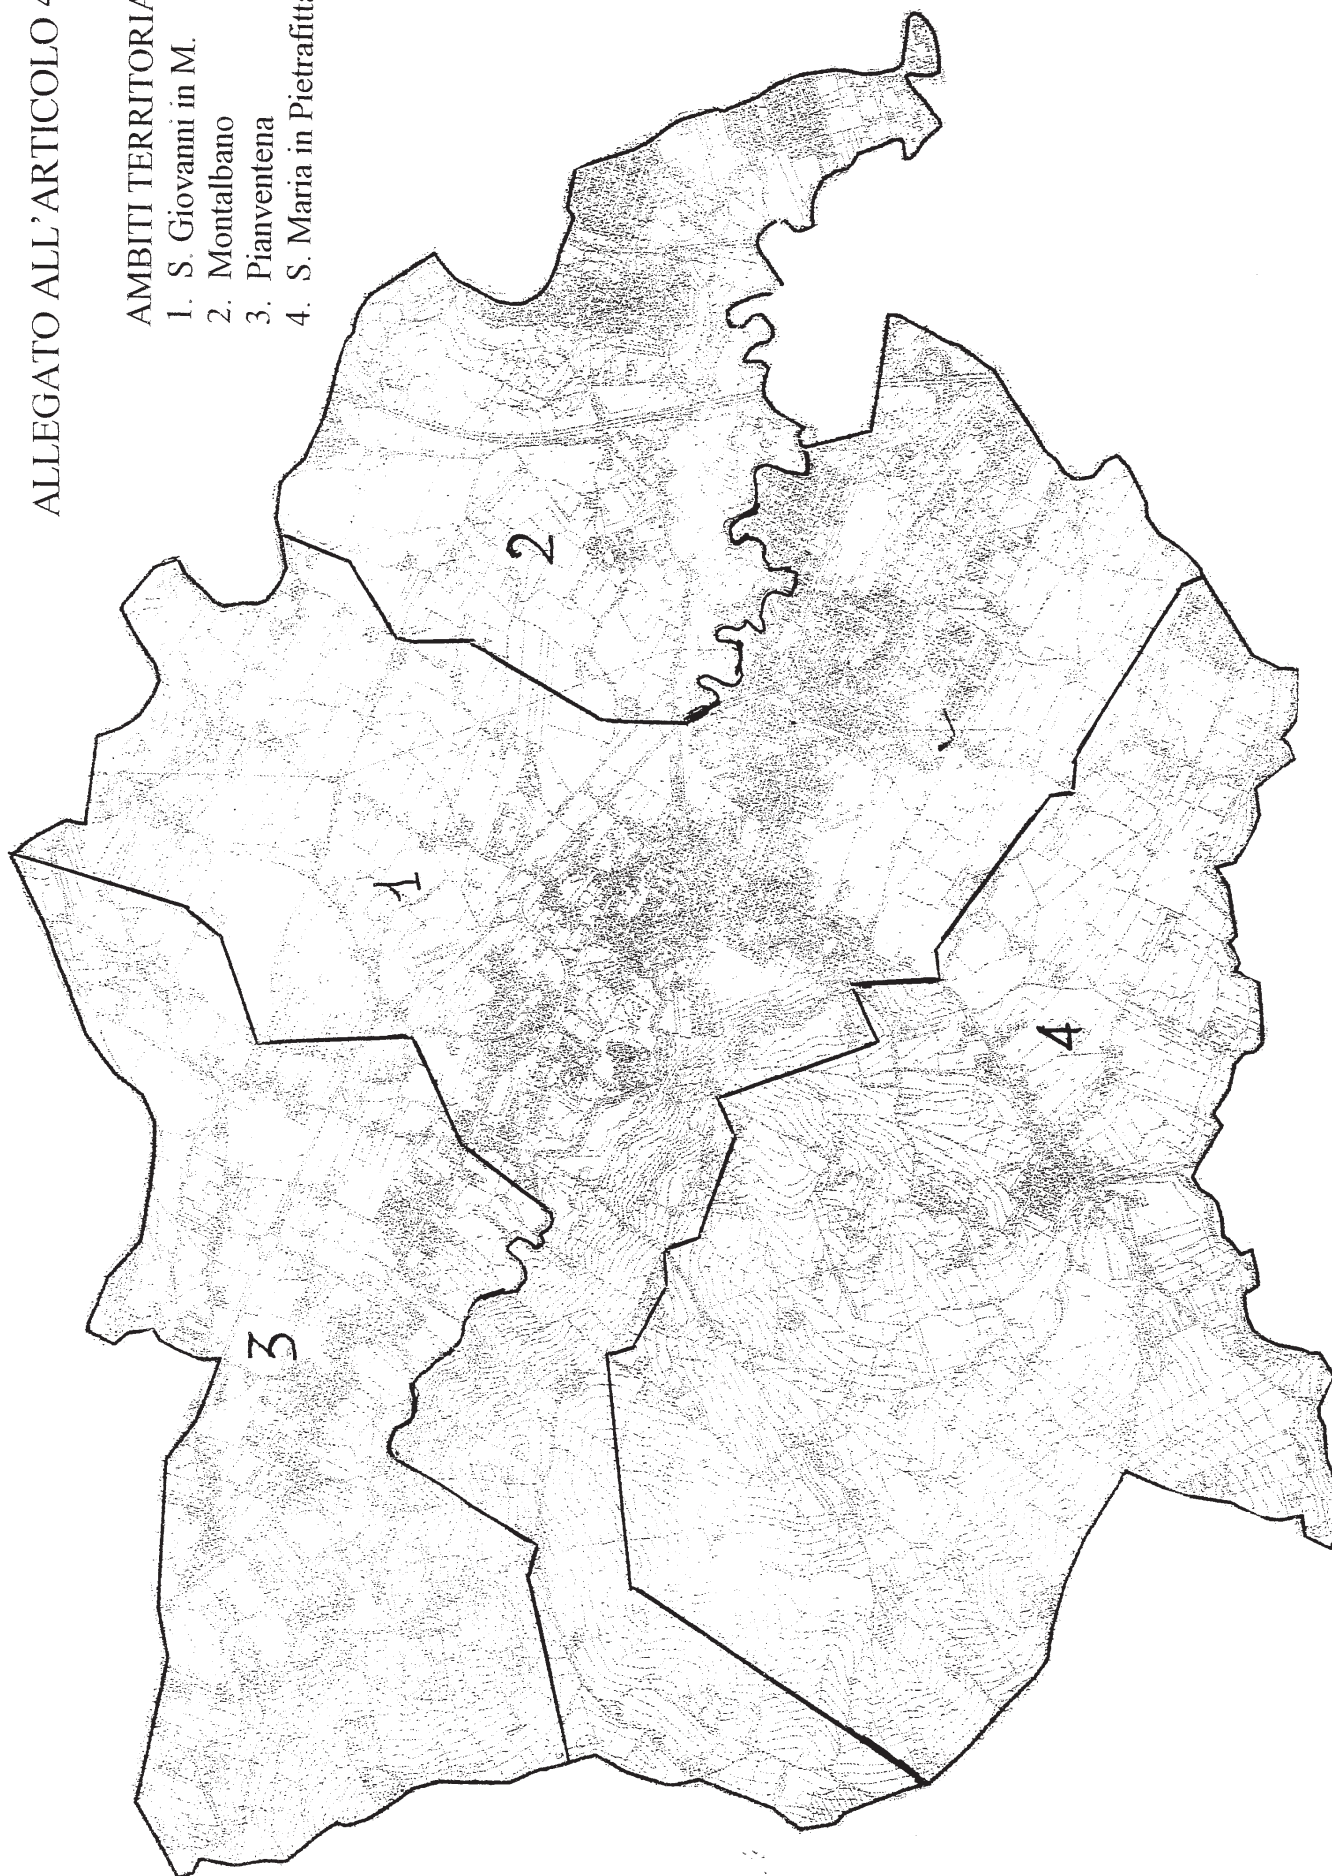 ALLEGATO ALL'ARTICOLO 4
AMBITI TERRITORIA
1. S. Giovanni in M.
2. Montalbano
3. Pianventena
4. S. Maria in Pietrafitta
1
2
3
4